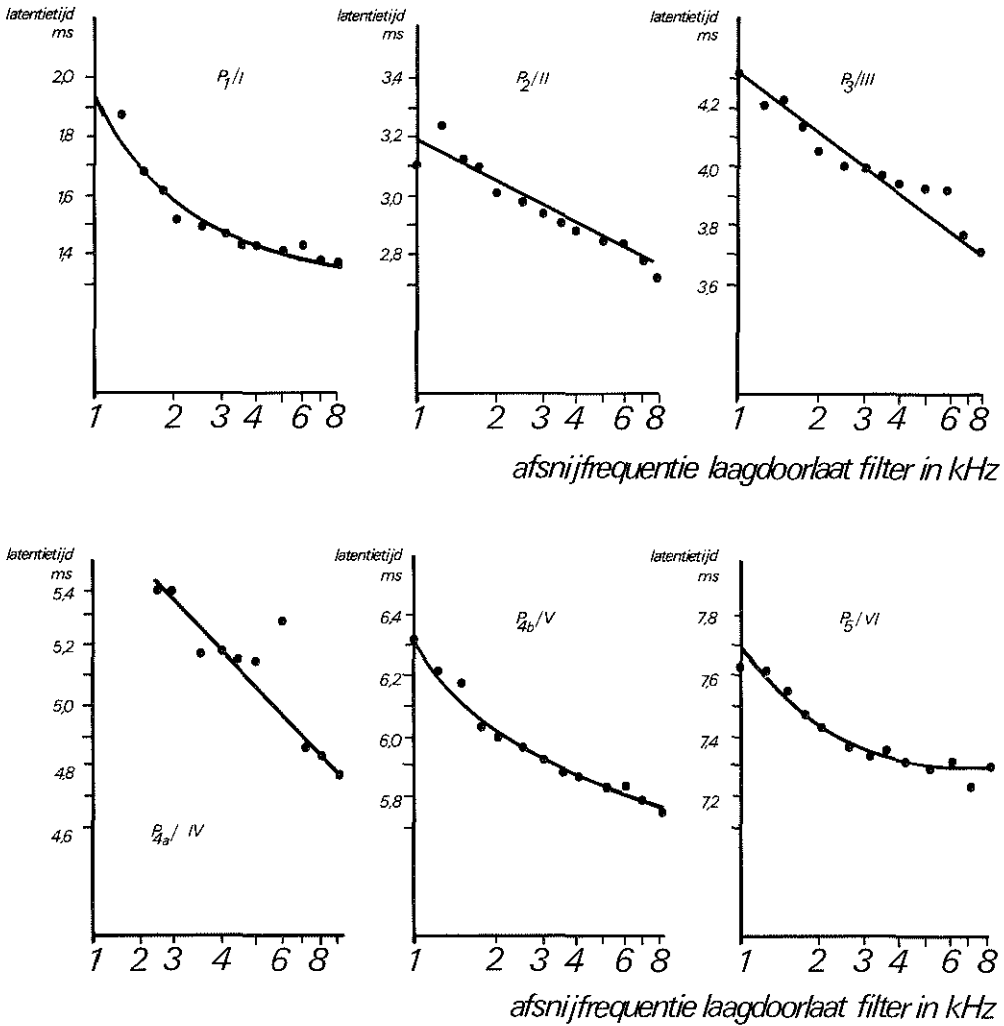 latentietijd
ms
P1/I
2,0
1,8
1,6
1,4
1 2 3 4 6 8
latentietijd
ms
P2/II
3,4
3,2
3,0
2,8
1 2 3 4 6 8
latentietijd
ms
P3/III
4,2
4,0
3,8
3,6
1 2 3 4 6 8
afsnijfrequentie laagdoorlaat filter in kHz
latentietijd
ms
5,4
5,2
5,0
4,8
4,6
P4a/ IV
1 2 3 4 6 8
latentietijd
ms
P4b/V
6,4
6,2
6,0
5,8
1 2 3 4 6 8
latentietijd
ms
P5/VI
7,8
7,6
7,4
7,2
1 2 3 4 6 8
afsnijfrequentie laagdoorlaat filter in kHz